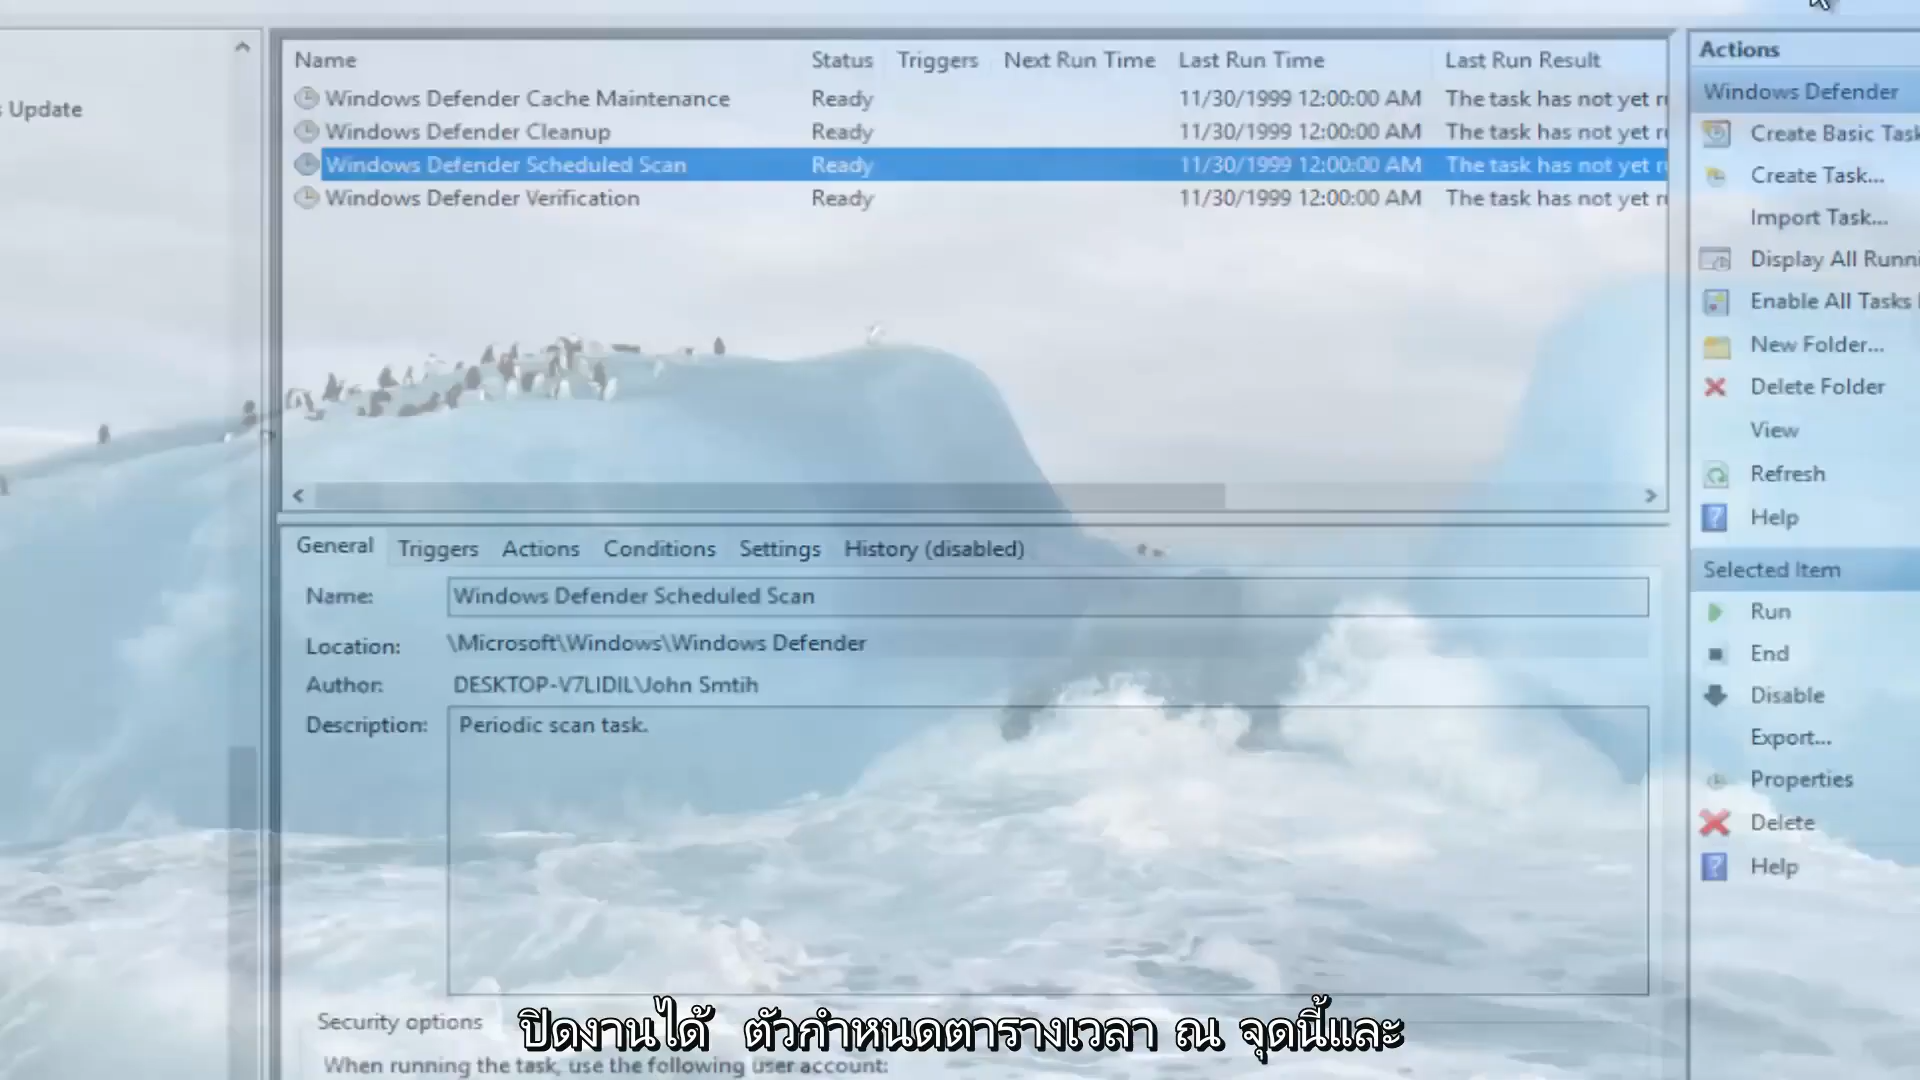 Name Status Triggers Next Run Time Last Run Time Last Run Result
Windows Defender Cache Maintenance Ready 11/30/1999 12:00:00 AM The task has not yet
Windows Defender Cleanup Ready 11/30/1999 12:00:00 AM The task has not yet
Windows Defender Scheduled Scan Ready 11/30/1999 12:00:00 AM The task has not yet
Windows Defender Verification Ready 11/30/1999 12:00:00 AM The task has not yet
Update
General Triggers Actions Conditions Settings History (disabled)
Name: Windows Defender Scheduled Scan
Location: \Microsoft\Windows\Windows Defender
Author: DESKTOP-V7LIDIL\John Smtih
Description: Periodic scan task.
Security options
When running the task, use the following user account:
Actions
Windows Defender
Create Basic Task
Create Task...
Import Task...
Display All Runni
Enable All Tasks
New Folder...
Delete Folder
View
Refresh
Help
Selected Item
Run
End
Disable
Export...
Properties
Delete
Help
ปิดงานได้ ตัวกำหนดตารางเวลา ณ จุดนี้และ